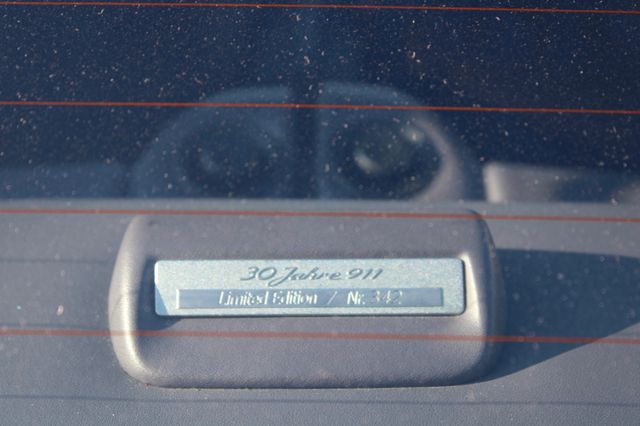 30 Jahre 911
Limited Edition / Nr. 342